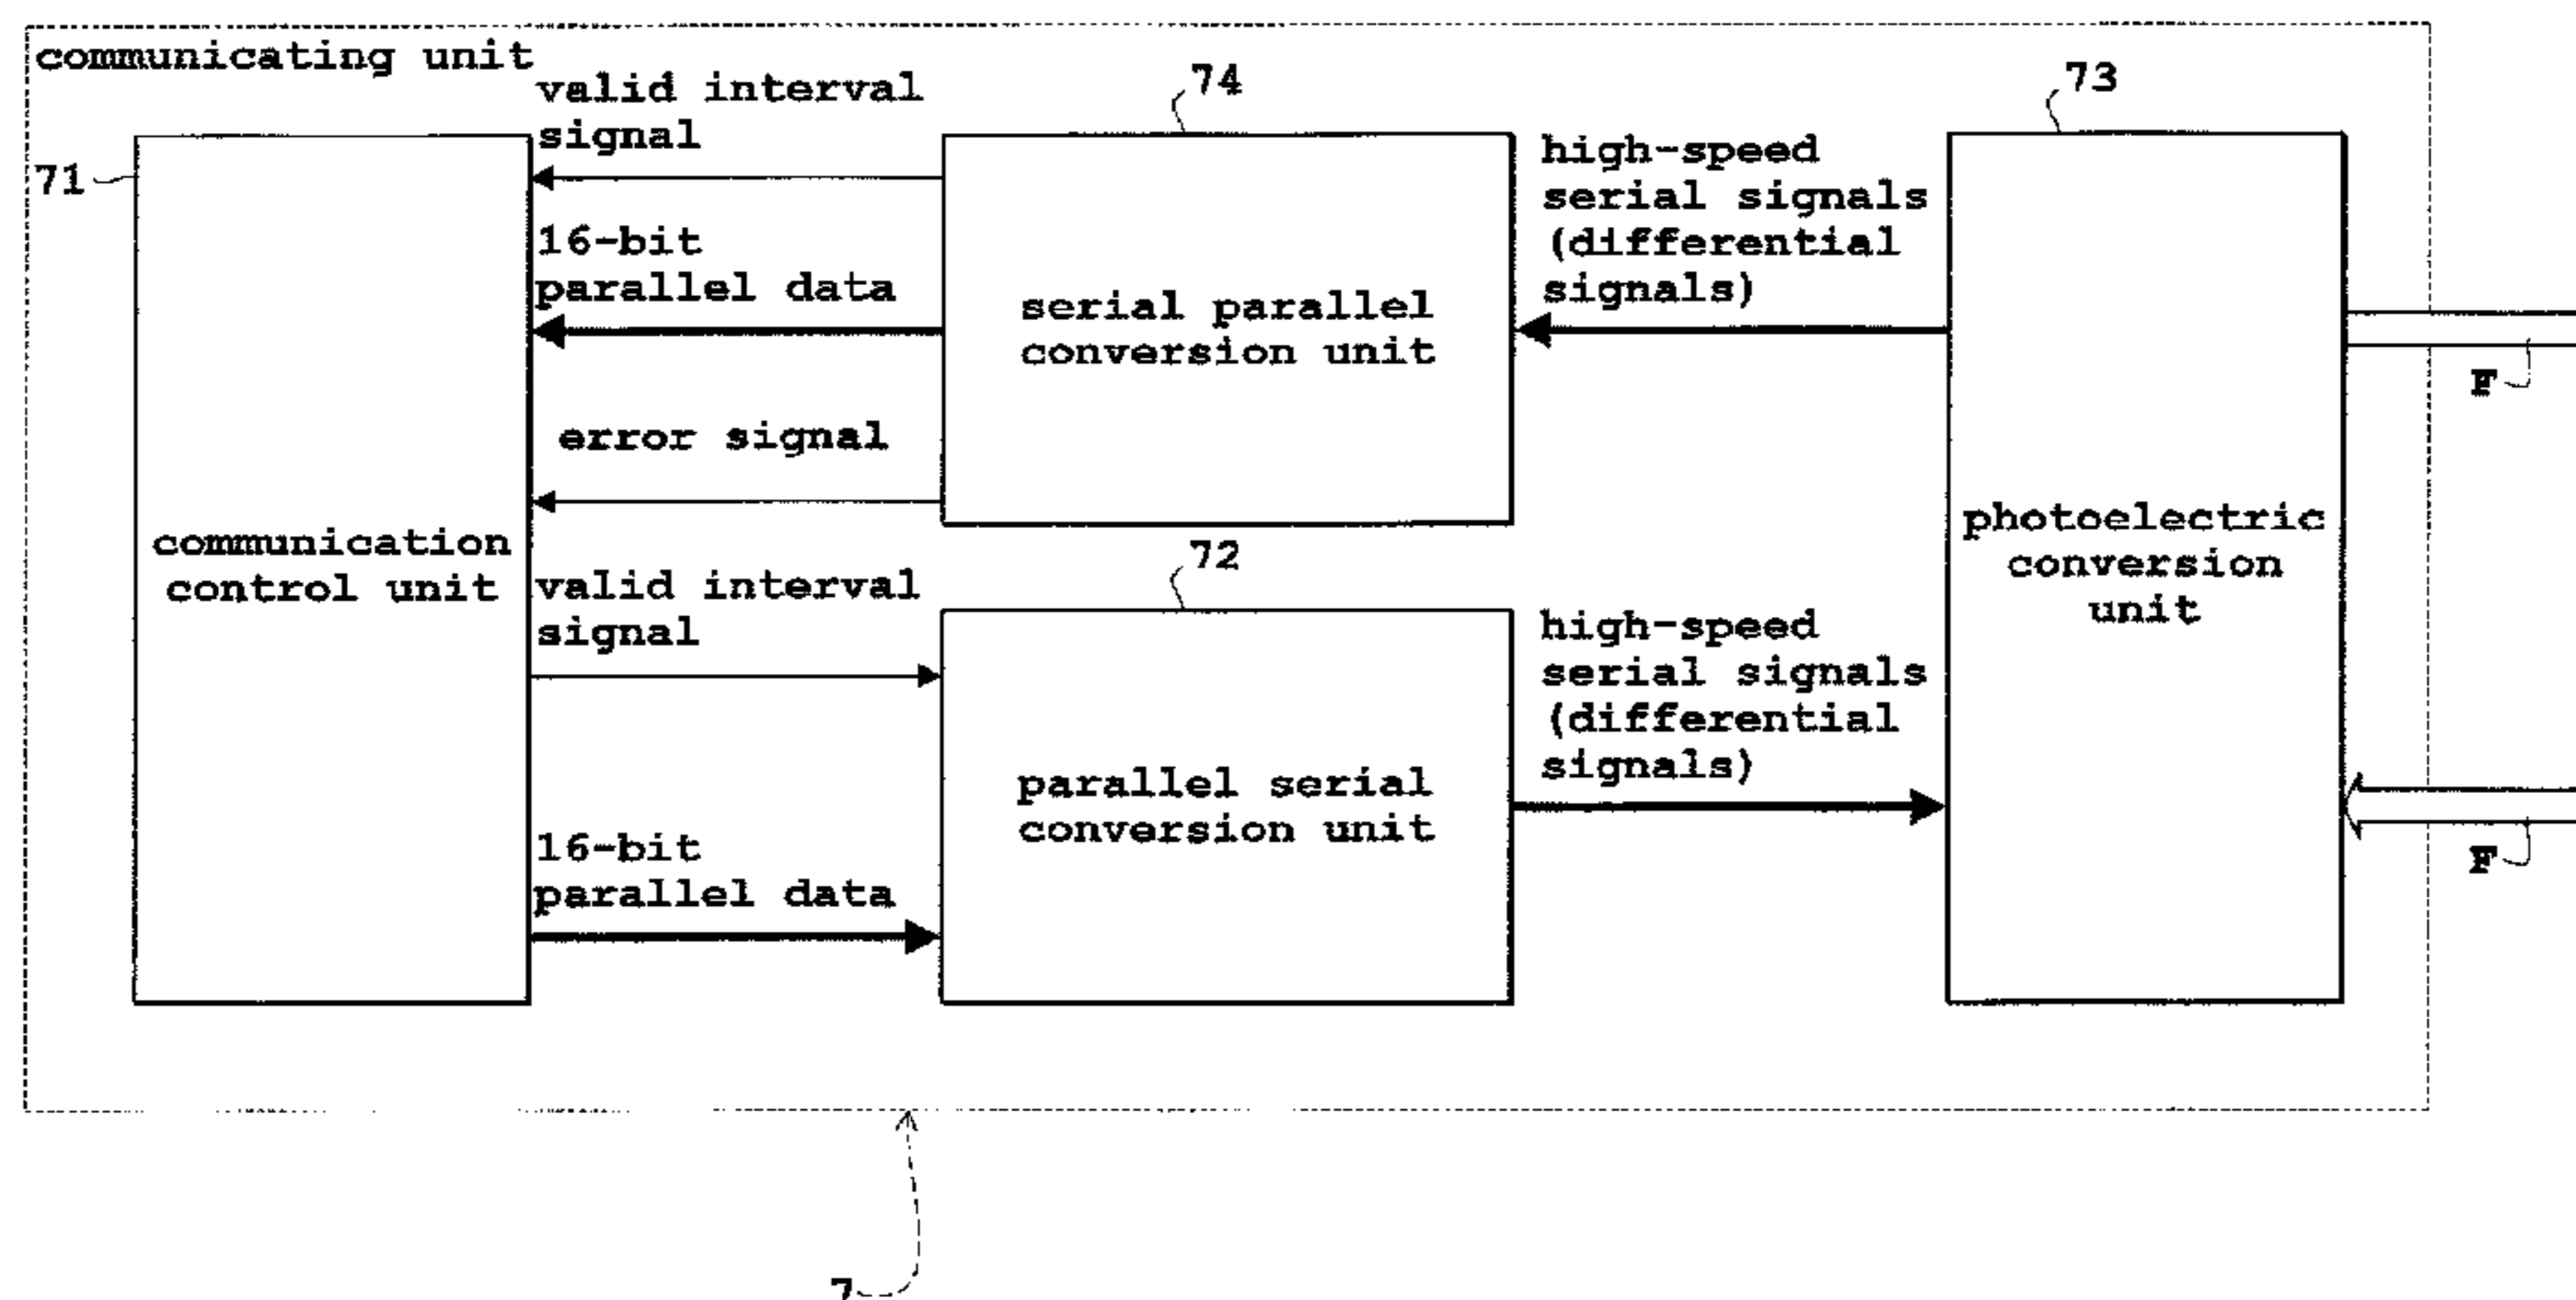 communicating unit
valid interval
signal
74
73
71
16-bit
parallel data
high-speed
serial signals
(differential
signals)
serial parallel
conversion unit
F
error signal
communication
control unit
photoelectric
conversion
unit
72
valid interval
signal
high-speed
serial signals
(differential
signals)
parallel serial
conversion unit
16-bit
parallel data
F
7